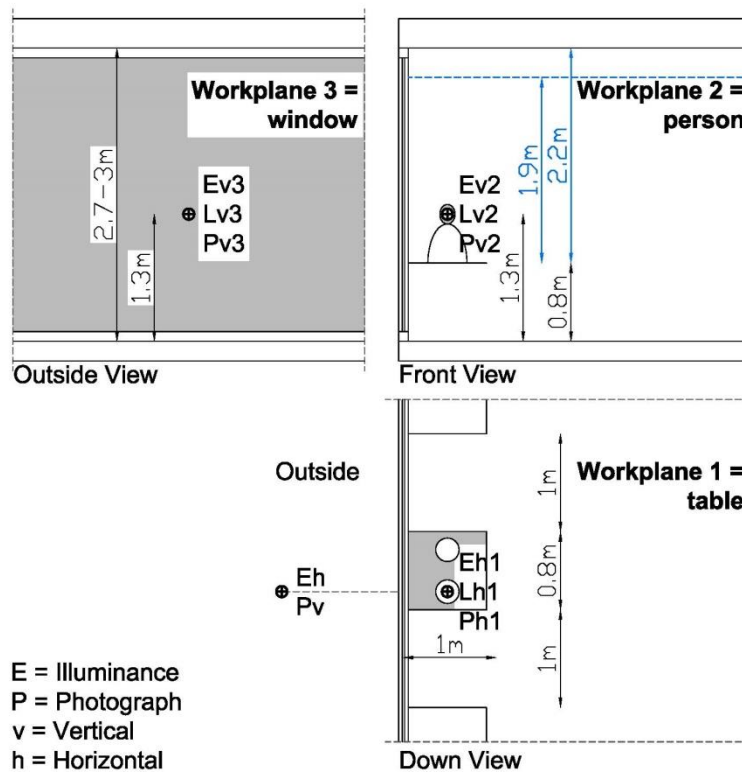 Workplane 3 =
window
Ev3
Lv3
Pv3
2.7-3m
1.3m
Outside View
Workplane 2 =
person
1.9m
2.2m
Ev2
Lv2
Pv2
1.3m
0.8m
Front View
Outside
Workplane 1 =
table
1m
Eh1
Lh1
Ph1
0.8m
Eh
Pv
1m
1m
E = Illuminance
P = Photograph
v = Vertical
h = Horizontal
Down View